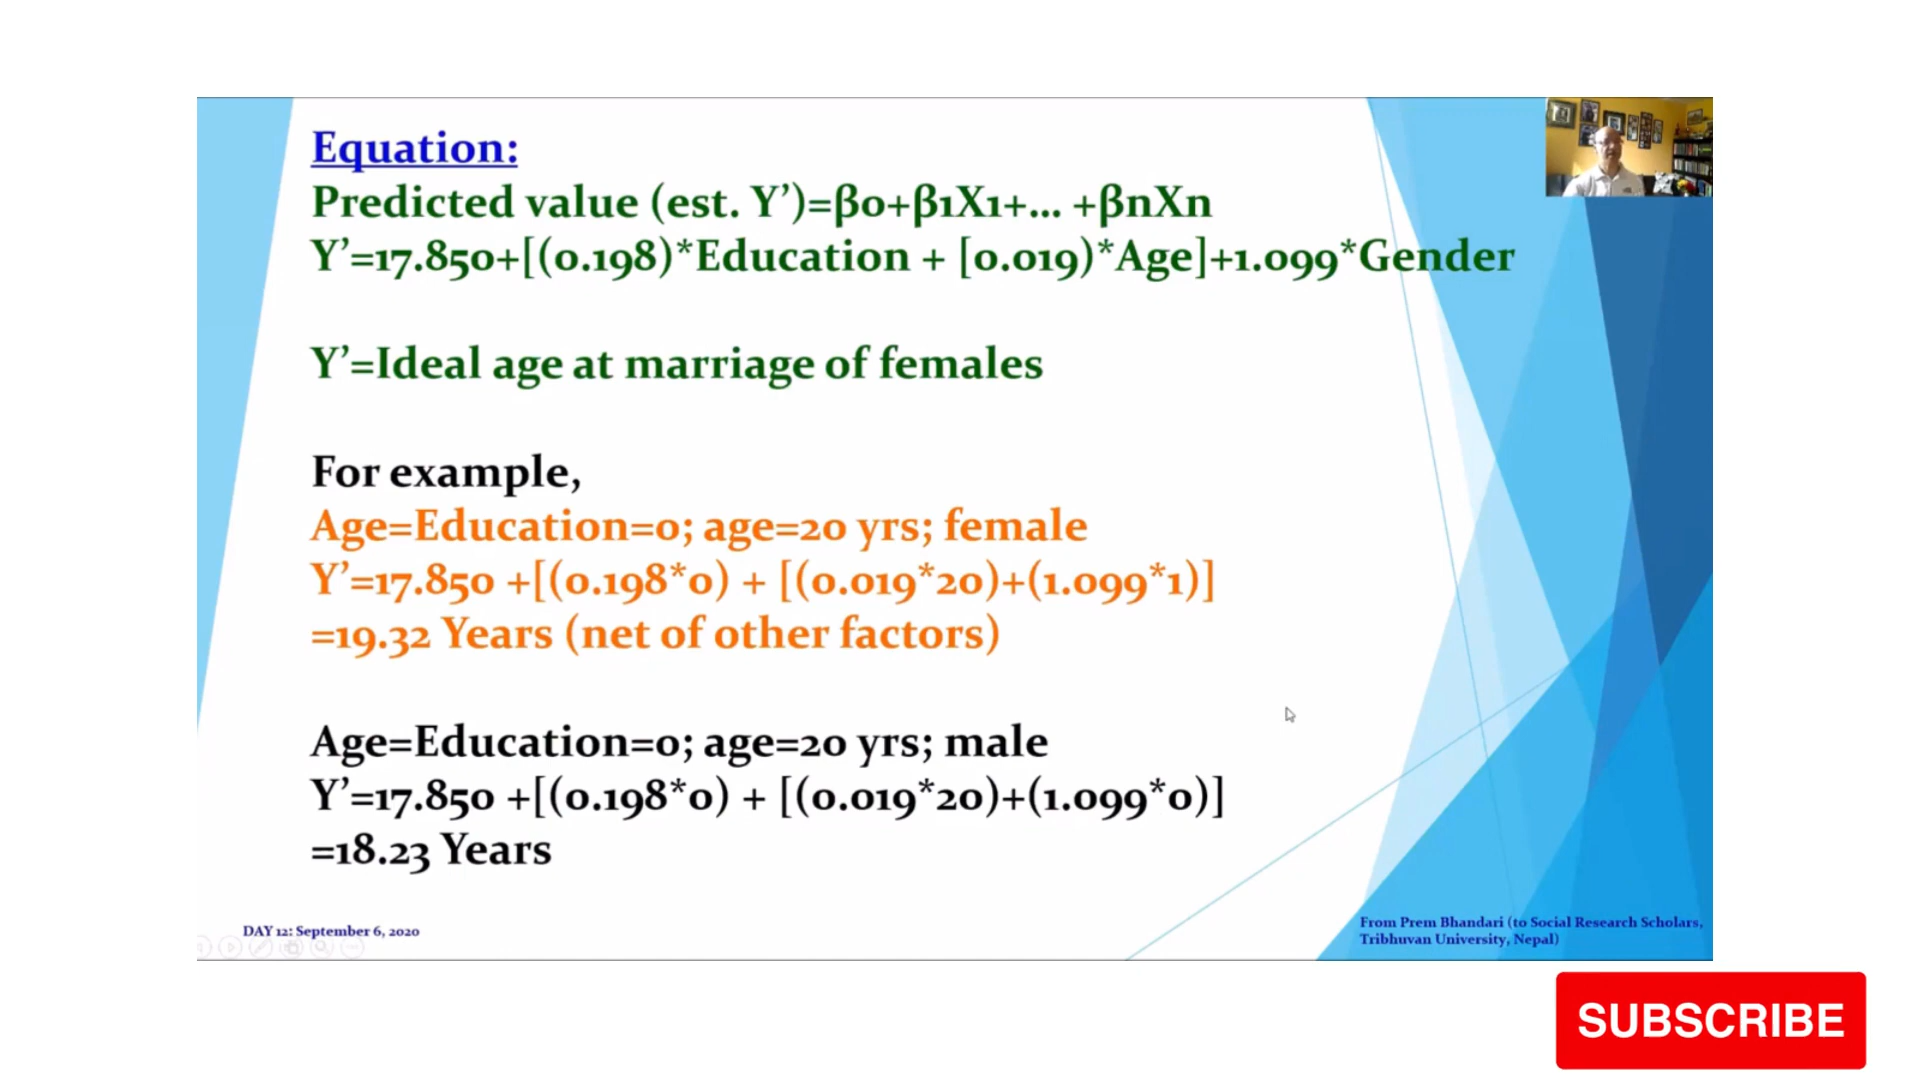 Equation:
Predicted value (est. Y’)=β0+β1X1+... +βnXn
Y’=17.850+[(0.198)*Education + [0.019)*Age]+1.099*Gender
Y’=Ideal age at marriage of females
For example,
Age=Education=0; age=20 yrs; female
Y’=17.850 +[(0.198*0) + [(0.019*20)+(1.099*1)]
=19.32 Years (net of other factors)
Age=Education=0; age=20 yrs; male
Y’=17.850 +[(0.198*0) + [(0.019*20)+(1.099*0)]
=18.23 Years
DAY 12: September 6, 2020
From Prem Bhandari (to Social Research Scholars,
Tribhuvan University, Nepal)
SUBSCRIBE